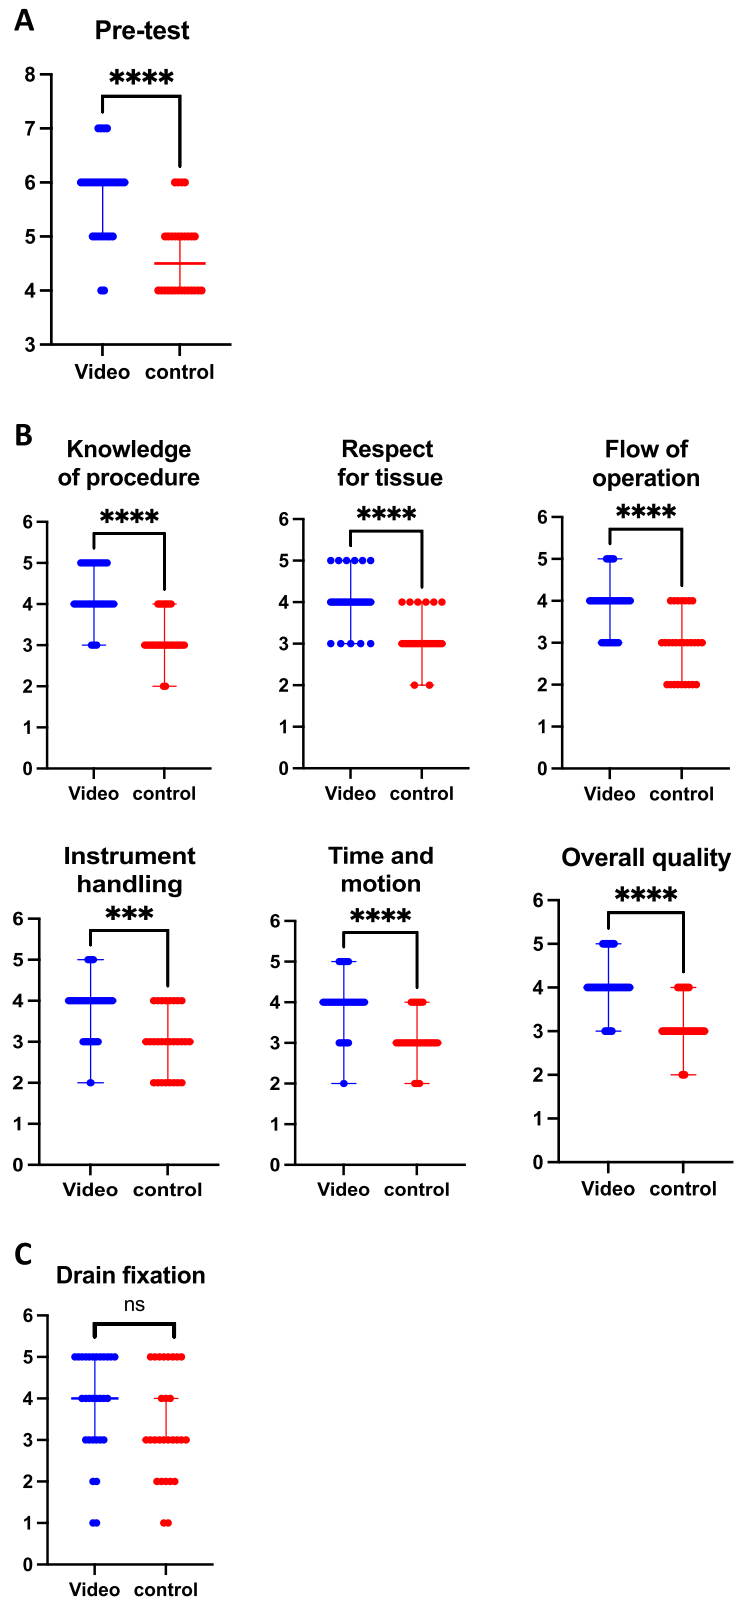 A
Pre-test
****
8
7
6
5
4
3
Video control
B
Knowledge
of procedure
****
6
5
4
3
2
1
0
Video control
Respect
for tissue
****
6
5
4
3
2
1
0
Video control
Flow of
operation
****
6
5
4
3
2
1
0
Video control
Instrument
handling
***
6
5
4
3
2
1
0
Video control
Time and
motion
****
6
5
4
3
2
1
0
Video control
Overall quality
****
6
5
4
3
2
1
0
Video control
C
Drain fixation
ns
6
5
4
3
2
1
0
Video control